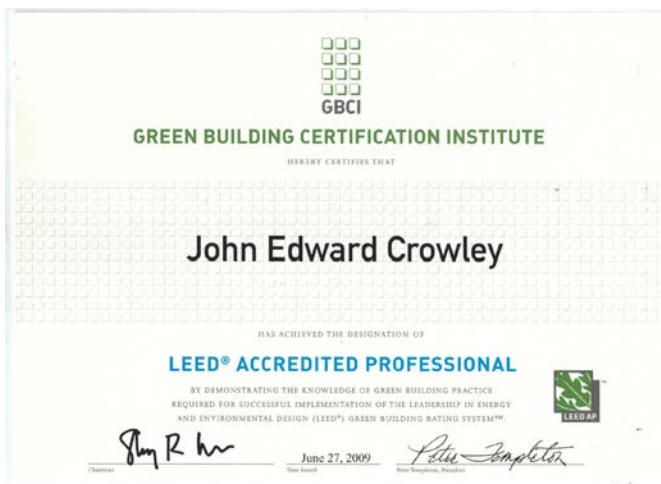 GBCI
GREEN BUILDING CERTIFICATION INSTITUTE
HEREBY CERTIFIES THAT
John Edward Crowley
HAS ACHIEVED THE DESIGNATION OF
LEED® ACCREDITED PROFESSIONAL
BY DEMONSTRATING THE KNOWLEDGE OF GREEN BUILDING PRACTICE
REQUIRED FOR SUCCESSFUL IMPLEMENTATION OF THE LEADERSHIP IN ENERGY
AND ENVIRONMENTAL DESIGN (LEED®) GREEN BUILDING RATING SYSTEM™.
LEED AP
June 27, 2009
Peter Templeton
Chairman
Date Issued
Peter Templeton, President